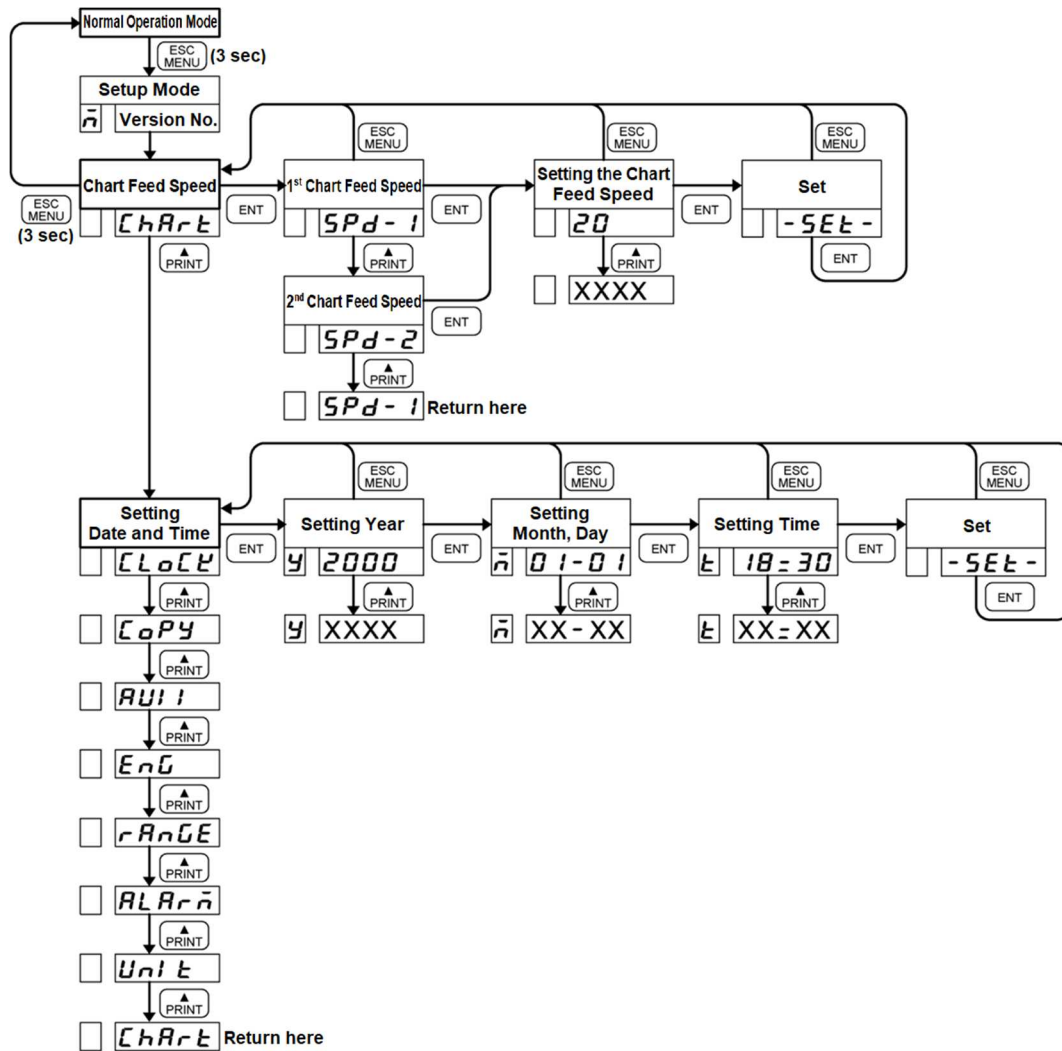 Normal Operation Mode
ESC MENU (3 sec)
Setup Mode
n̄ Version No.
ESC MENU ESC MENU ESC MENU
Chart Feed Speed 1st Chart Feed Speed Setting the Chart Feed Speed Set
ESC MENU (3 sec) ENT ENT ENT
ChArt SPd-1 20 -SEt-
▲ PRINT ▲ PRINT ▲ PRINT ENT
2nd Chart Feed Speed XXXX
ENT
SPd-2
▲ PRINT
SPd-1 Return here
ESC MENU ESC MENU ESC MENU ESC MENU
Setting Date and Time Setting Year Setting Month, Day Setting Time Set
ENT ENT ENT ENT
CLoCK y 2000 n̄ 01-01 t 18=30 -SEt-
▲ PRINT ▲ PRINT ▲ PRINT ▲ PRINT ENT
CoPY y XXXX n̄ XX-XX t XX=XX
▲ PRINT
AUI1
▲ PRINT
EnG
▲ PRINT
rAnGE
▲ PRINT
ALArn̄
▲ PRINT
UnIt
▲ PRINT
ChArt Return here